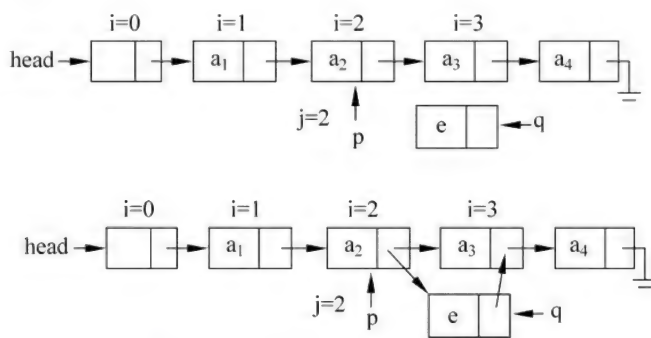 i=0 i=1 i=2 i=3
head a₁ a₂ a₃ a₄
j=2 p e q
i=0 i=1 i=2 i=3
head a₁ a₂ a₃ a₄
j=2 p e q